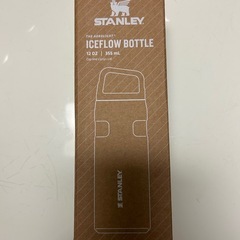 STANLEY
THE AEROLIGHT™
ICEFLOW BOTTLE
12 OZ | 355 mL
STANLEY